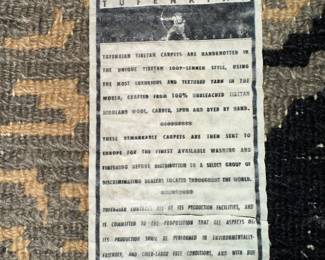 TUFENKIAN
TUFENKIAN TIBETAN CARPETS ARE HANDKNOTTED IN
THE UNIQUE TIBETAN LOOP-SENNEH STYLE, USING
THE MOST LUXURIOUS AND TEXTURED YARN IN THE
WORLD, CRAFTED FROM 100% UNBLEACHED TIBETAN
HIGHLAND WOOL, CARDED, SPUN AND DYED BY HAND.
THESE REMARKABLE CARPETS ARE THEN SENT TO
EUROPE FOR THE FINEST AVAILABLE WASHING AND
FINISHING BEFORE DISTRIBUTION TO A SELECT GROUP OF
DISCRIMINATING DEALERS LOCATED THROUGHOUT THE WORLD.
TUFENKIAN CONTROLS ALL OF ITS PRODUCTION FACILITIES, AND
IS COMMITTED TO THE PROPOSITION THAT ALL ASPECTS OF
ITS PRODUCTION SHALL BE PERFORMED IN ENVIRONMENTALLY-
FRIENDLY, AND CHILD-LABOR FREE CONDITIONS, AND WITH DUE